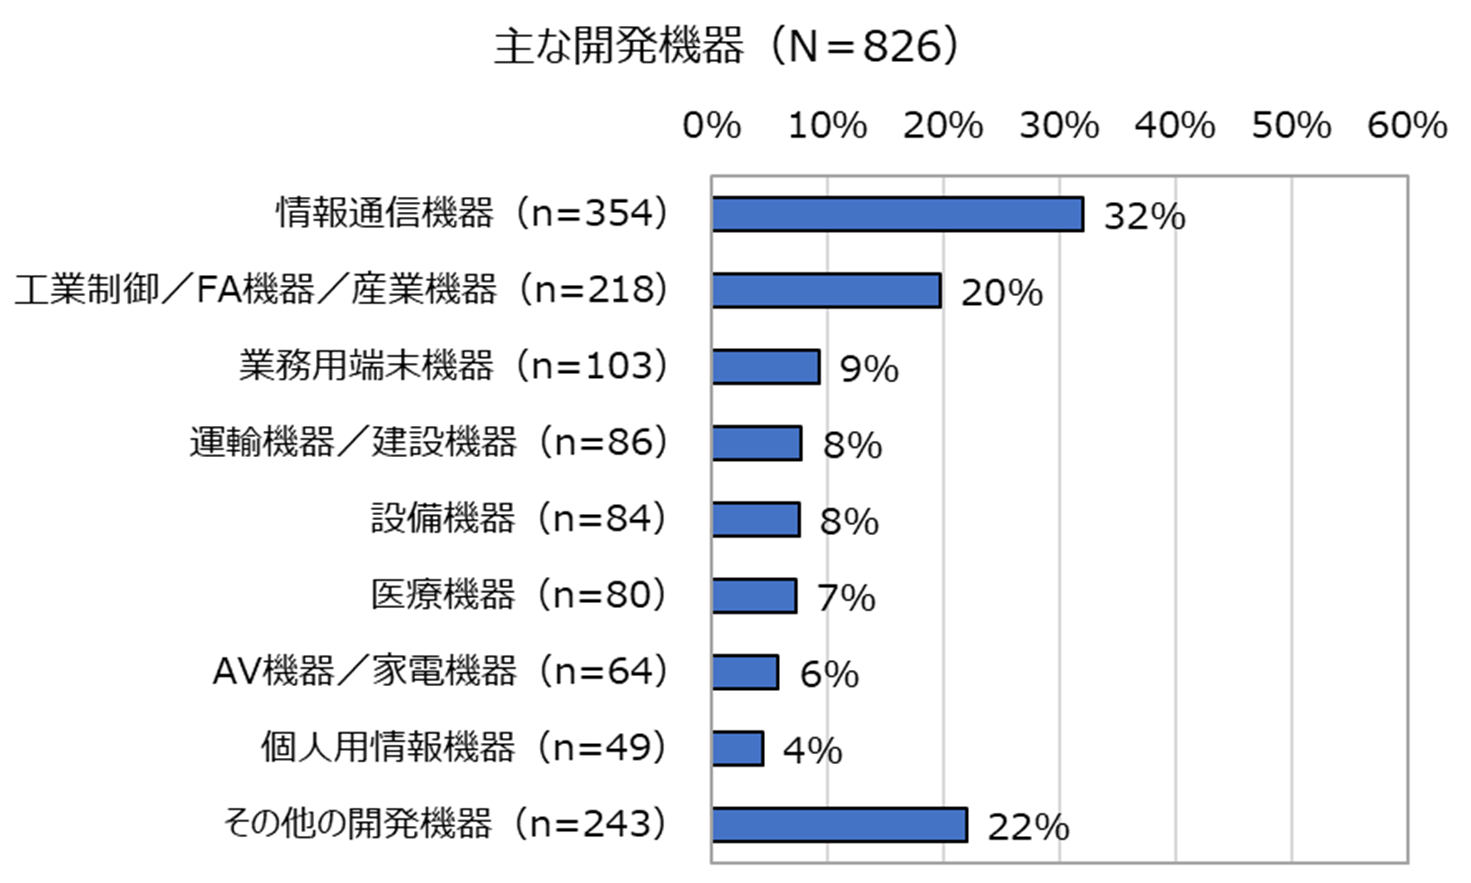 主な開発機器（N＝826）
0% 10% 20% 30% 40% 50% 60%
情報通信機器（n=354） 32%
工業制御／FA機器／産業機器（n=218） 20%
業務用端末機器（n=103） 9%
運輸機器／建設機器（n=86） 8%
設備機器（n=84） 8%
医療機器（n=80） 7%
AV機器／家電機器（n=64） 6%
個人用情報機器（n=49） 4%
その他の開発機器（n=243） 22%